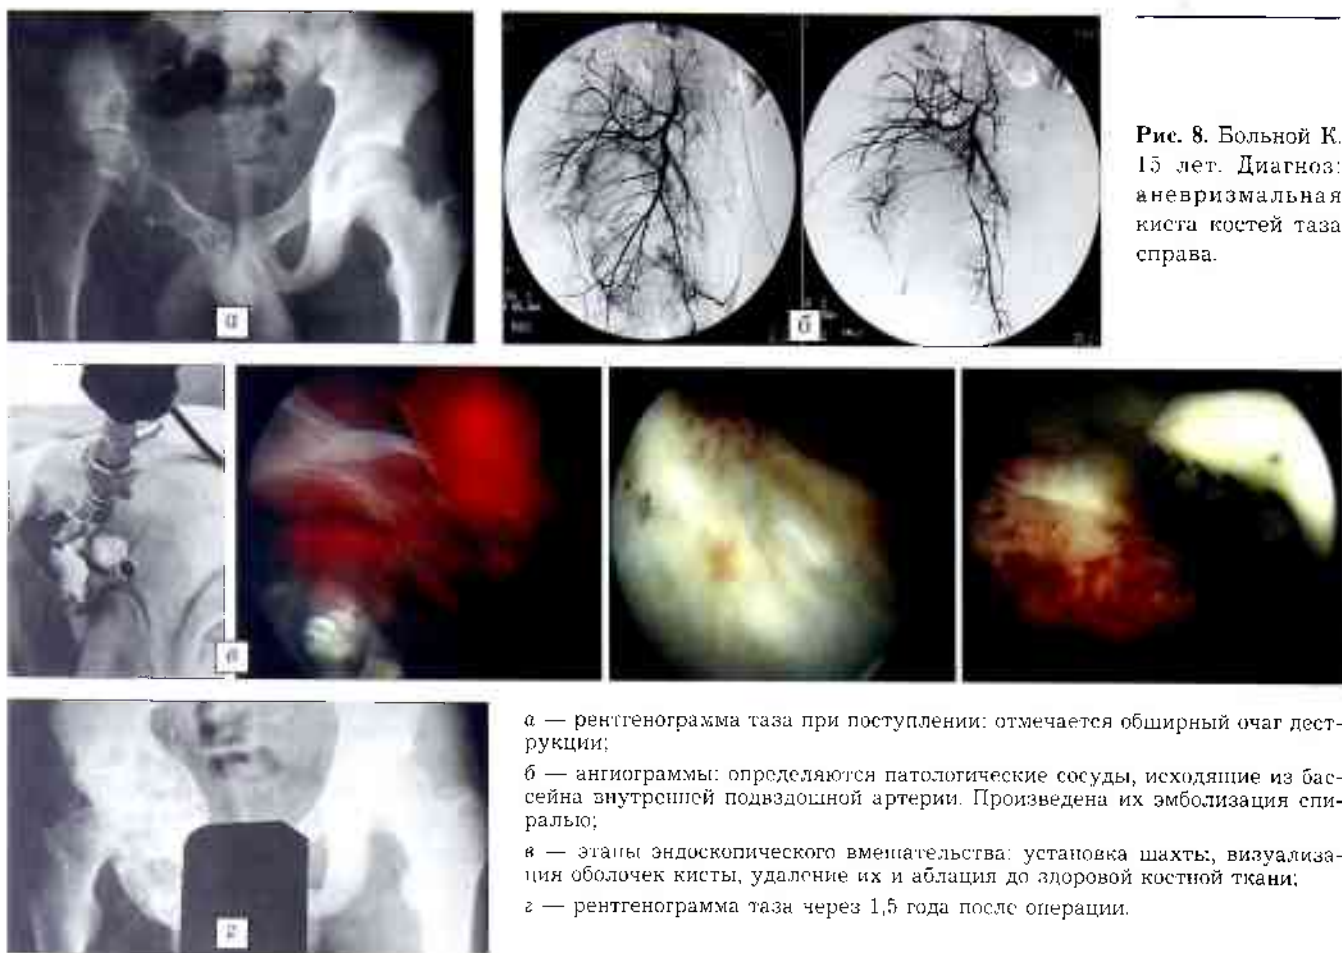 Рис. 8. Больной К.
15 лет. Диагноз:
аневризмальная
киста костей таза
справа.
а
б
в
г
а — рентгенограмма таза при поступлении: отмечается обширный очаг дест-
рукции;
б — ангиограммы: определяются патологические сосуды, исходящие из бас-
сейна внутренней подвздошной артерии. Произведена их эмболизация спи-
ралью;
в — этапы эндоскопического вмешательства: установка шахты, визуализа-
ция оболочек кисты, удаление их и аблация до здоровой костной ткани;
г — рентгенограмма таза через 1,5 года после операции.